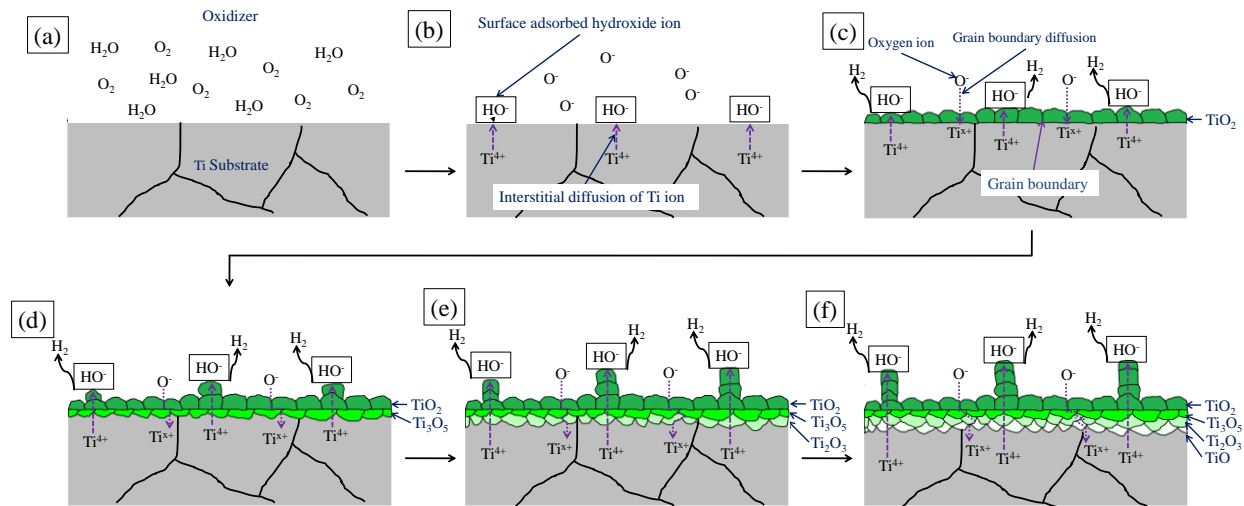 (a)
Oxidizer
H₂O
O₂
H₂O
O₂
H₂O
O₂
H₂O
O₂
H₂O
H₂O
O₂
O₂
Ti Substrate
(b)
Surface adsorbed hydroxide ion
O⁻
O⁻
O⁻
O⁻
HO⁻
HO⁻
HO⁻
Ti⁴⁺
Ti⁴⁺
Ti⁴⁺
Interstitial diffusion of Ti ion
(c)
Oxygen ion
Grain boundary diffusion
H₂
O⁻
H₂
O⁻
H₂
HO⁻
HO⁻
HO⁻
TiO₂
Ti⁴⁺
Tiˣ⁺
Ti⁴⁺
Tiˣ⁺
Ti⁴⁺
Grain boundary
(d)
H₂
H₂
H₂
HO⁻
O⁻
HO⁻
O⁻
HO⁻
TiO₂
Ti₃O₅
Ti⁴⁺
Tiˣ⁺
Ti⁴⁺
Tiˣ⁺
Ti⁴⁺
(e)
H₂
H₂
H₂
HO⁻
O⁻
HO⁻
O⁻
HO⁻
TiO₂
Ti₃O₅
Ti₂O₃
Ti⁴⁺
Tiˣ⁺
Ti⁴⁺
Tiˣ⁺
Ti⁴⁺
(f)
H₂
H₂
H₂
HO⁻
O⁻
HO⁻
O⁻
HO⁻
TiO₂
Ti₃O₅
Ti₂O₃
TiO
Ti⁴⁺
Tiˣ⁺
Ti⁴⁺
Tiˣ⁺
Ti⁴⁺